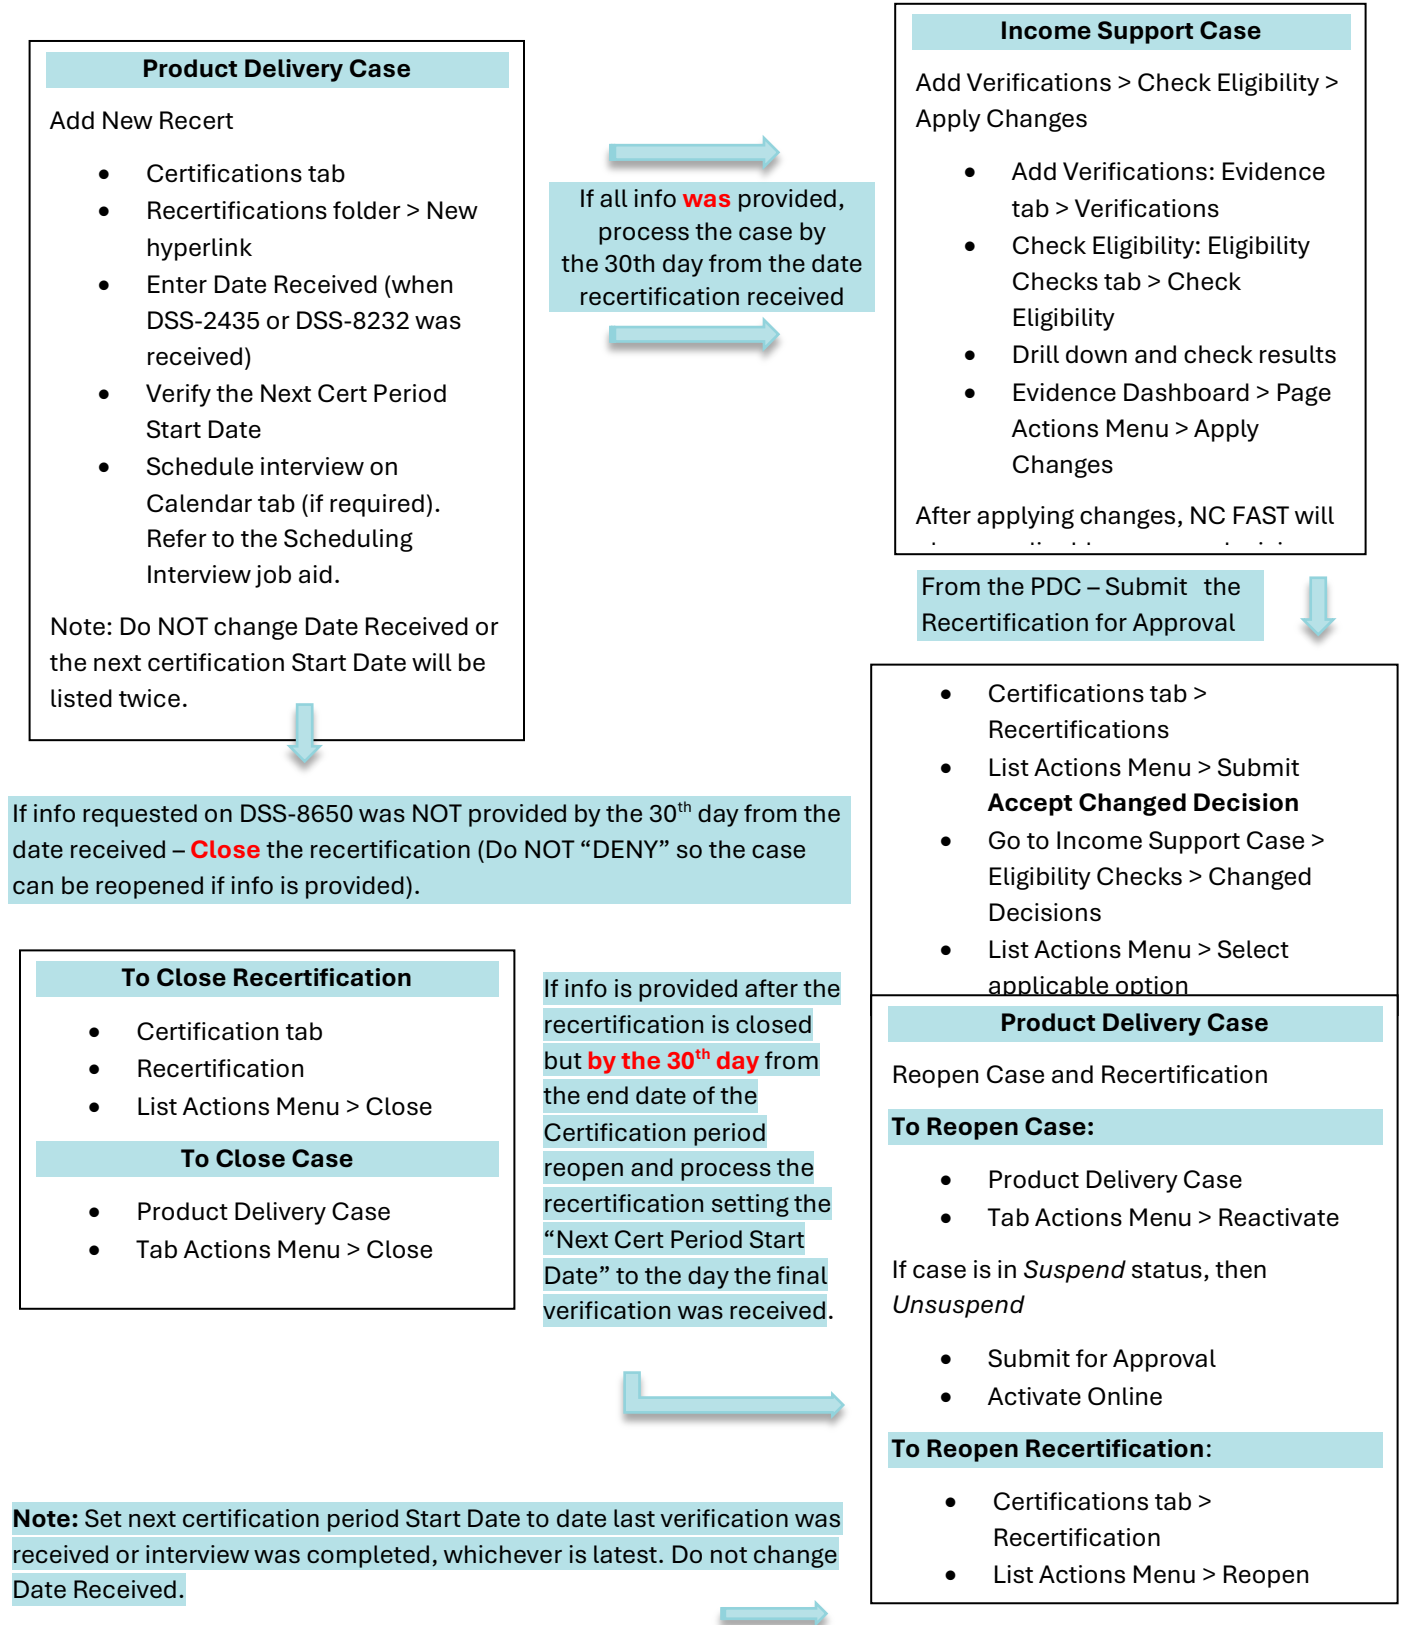 Product Delivery Case
Add New Recert
• Certifications tab
• Recertifications folder > New
hyperlink
• Enter Date Received (when
DSS-2435 or DSS-8232 was
received)
• Verify the Next Cert Period
Start Date
• Schedule interview on
Calendar tab (if required).
Refer to the Scheduling
Interview job aid.
Note: Do NOT change Date Received or
the next certification Start Date will be
listed twice.
If all info was provided,
process the case by
the 30th day from the date
recertification received
Income Support Case
Add Verifications > Check Eligibility >
Apply Changes
• Add Verifications: Evidence
tab > Verifications
• Check Eligibility: Eligibility
Checks tab > Check
Eligibility
• Drill down and check results
• Evidence Dashboard > Page
Actions Menu > Apply
Changes
After applying changes, NC FAST will
From the PDC – Submit the
Recertification for Approval
• Certifications tab >
Recertifications
• List Actions Menu > Submit
Accept Changed Decision
• Go to Income Support Case >
Eligibility Checks > Changed
Decisions
• List Actions Menu > Select
applicable option
If info requested on DSS-8650 was NOT provided by the 30th day from the
date received – Close the recertification (Do NOT “DENY” so the case
can be reopened if info is provided).
To Close Recertification
• Certification tab
• Recertification
• List Actions Menu > Close
To Close Case
• Product Delivery Case
• Tab Actions Menu > Close
If info is provided after the
recertification is closed
but by the 30th day from
the end date of the
Certification period
reopen and process the
recertification setting the
“Next Cert Period Start
Date” to the day the final
verification was received.
Product Delivery Case
Reopen Case and Recertification
To Reopen Case:
• Product Delivery Case
• Tab Actions Menu > Reactivate
If case is in Suspend status, then
Unsuspend
• Submit for Approval
• Activate Online
To Reopen Recertification:
• Certifications tab >
Recertification
• List Actions Menu > Reopen
Note: Set next certification period Start Date to date last verification was
received or interview was completed, whichever is latest. Do not change
Date Received.